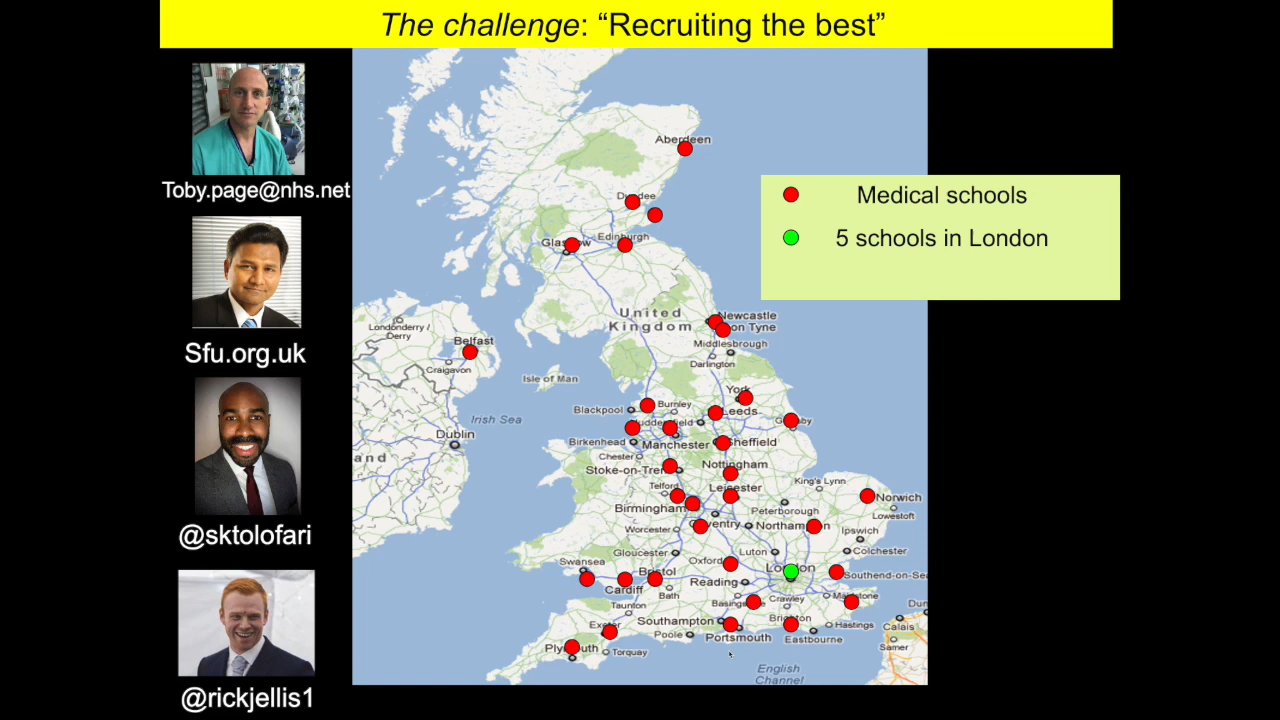 The challenge: “Recruiting the best”
Toby.page@nhs.net
Sfu.org.uk
@sktolofari
@rickjellis1
Medical schools
5 schools in London
Aberdeen
Dundee
Glasgow
Edinburgh
United
Kingdom
Newcastle
upon Tyne
Londonderry /
Derry
Belfast
Craigavon
Middlesbrough
Darlington
Isle of Man
York
Blackpool
Burnley
Leeds
Irish Sea
Huddersfield
Grimsby
Dublin
Birkenhead
Manchester
Sheffield
Chester
Stoke-on-Trent
Nottingham
Telford
Leicester
King's Lynn
Norwich
Birmingham
Peterborough
Lowestoft
Worcester
Coventry
Northampton
Ipswich
Gloucester
Luton
Colchester
Swansea
Oxford
London
Southend-on-Sea
Cardiff
Bristol
Reading
Bath
Basingstoke
Crawley
Maidstone
Taunton
Southampton
Brighton
Hastings
Calais
Exeter
Poole
Portsmouth
Eastbourne
Samer
Plymouth
Torquay
English
Channel